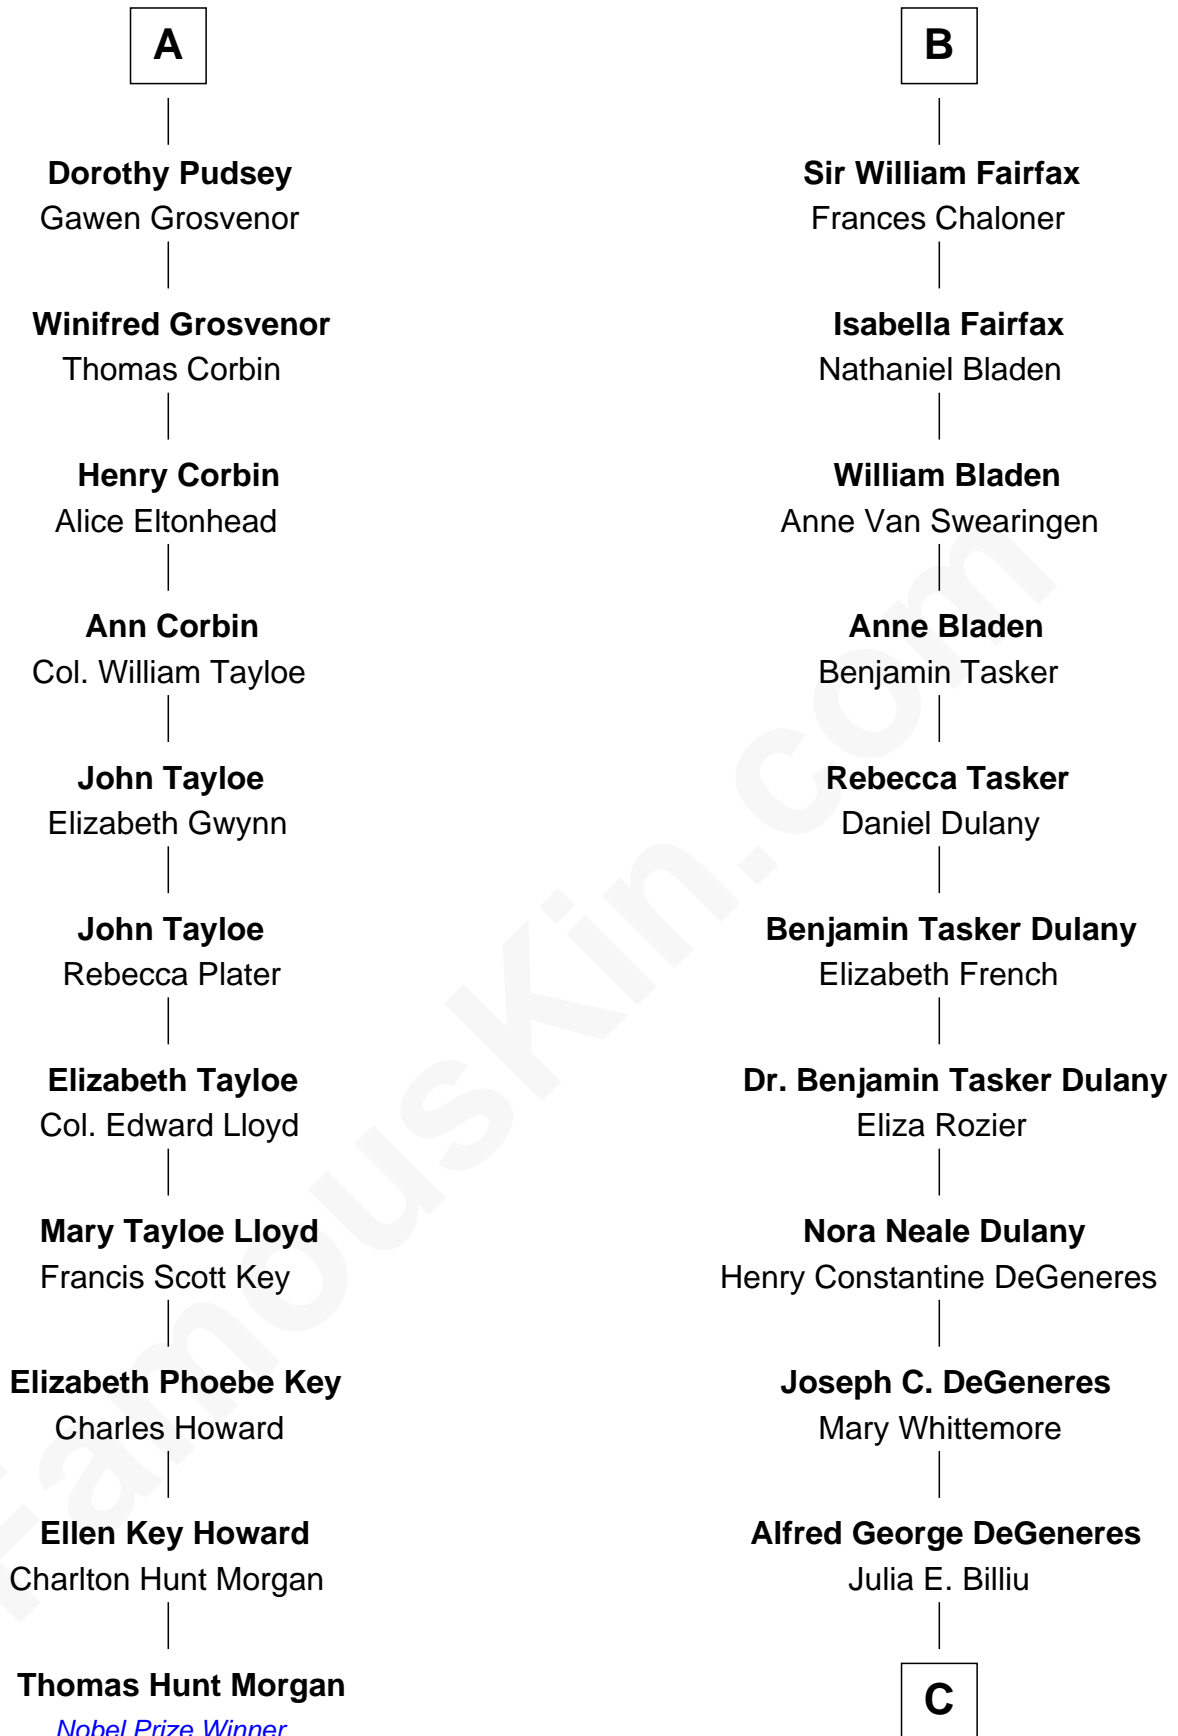 A
Dorothy Pudsey
Gawen Grosvenor
Winifred Grosvenor
Thomas Corbin
Henry Corbin
Alice Eltonhead
Ann Corbin
Col. William Tayloe
John Tayloe
Elizabeth Gwynn
John Tayloe
Rebecca Plater
Elizabeth Tayloe
Col. Edward Lloyd
Mary Tayloe Lloyd
Francis Scott Key
Elizabeth Phoebe Key
Charles Howard
Ellen Key Howard
Charlton Hunt Morgan
Thomas Hunt Morgan
Nobel Prize Winner
B
Sir William Fairfax
Frances Chaloner
Isabella Fairfax
Nathaniel Bladen
William Bladen
Anne Van Swearingen
Anne Bladen
Benjamin Tasker
Rebecca Tasker
Daniel Dulany
Benjamin Tasker Dulany
Elizabeth French
Dr. Benjamin Tasker Dulany
Eliza Rozier
Nora Neale Dulany
Henry Constantine DeGeneres
Joseph C. DeGeneres
Mary Whittemore
Alfred George DeGeneres
Julia E. Billiu
C
FamousKin.com